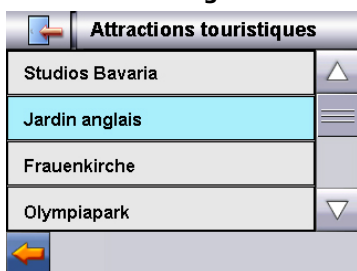 Attractions touristiques
Studios Bavaria
Jardin anglais
Frauenkirche
Olympiapark